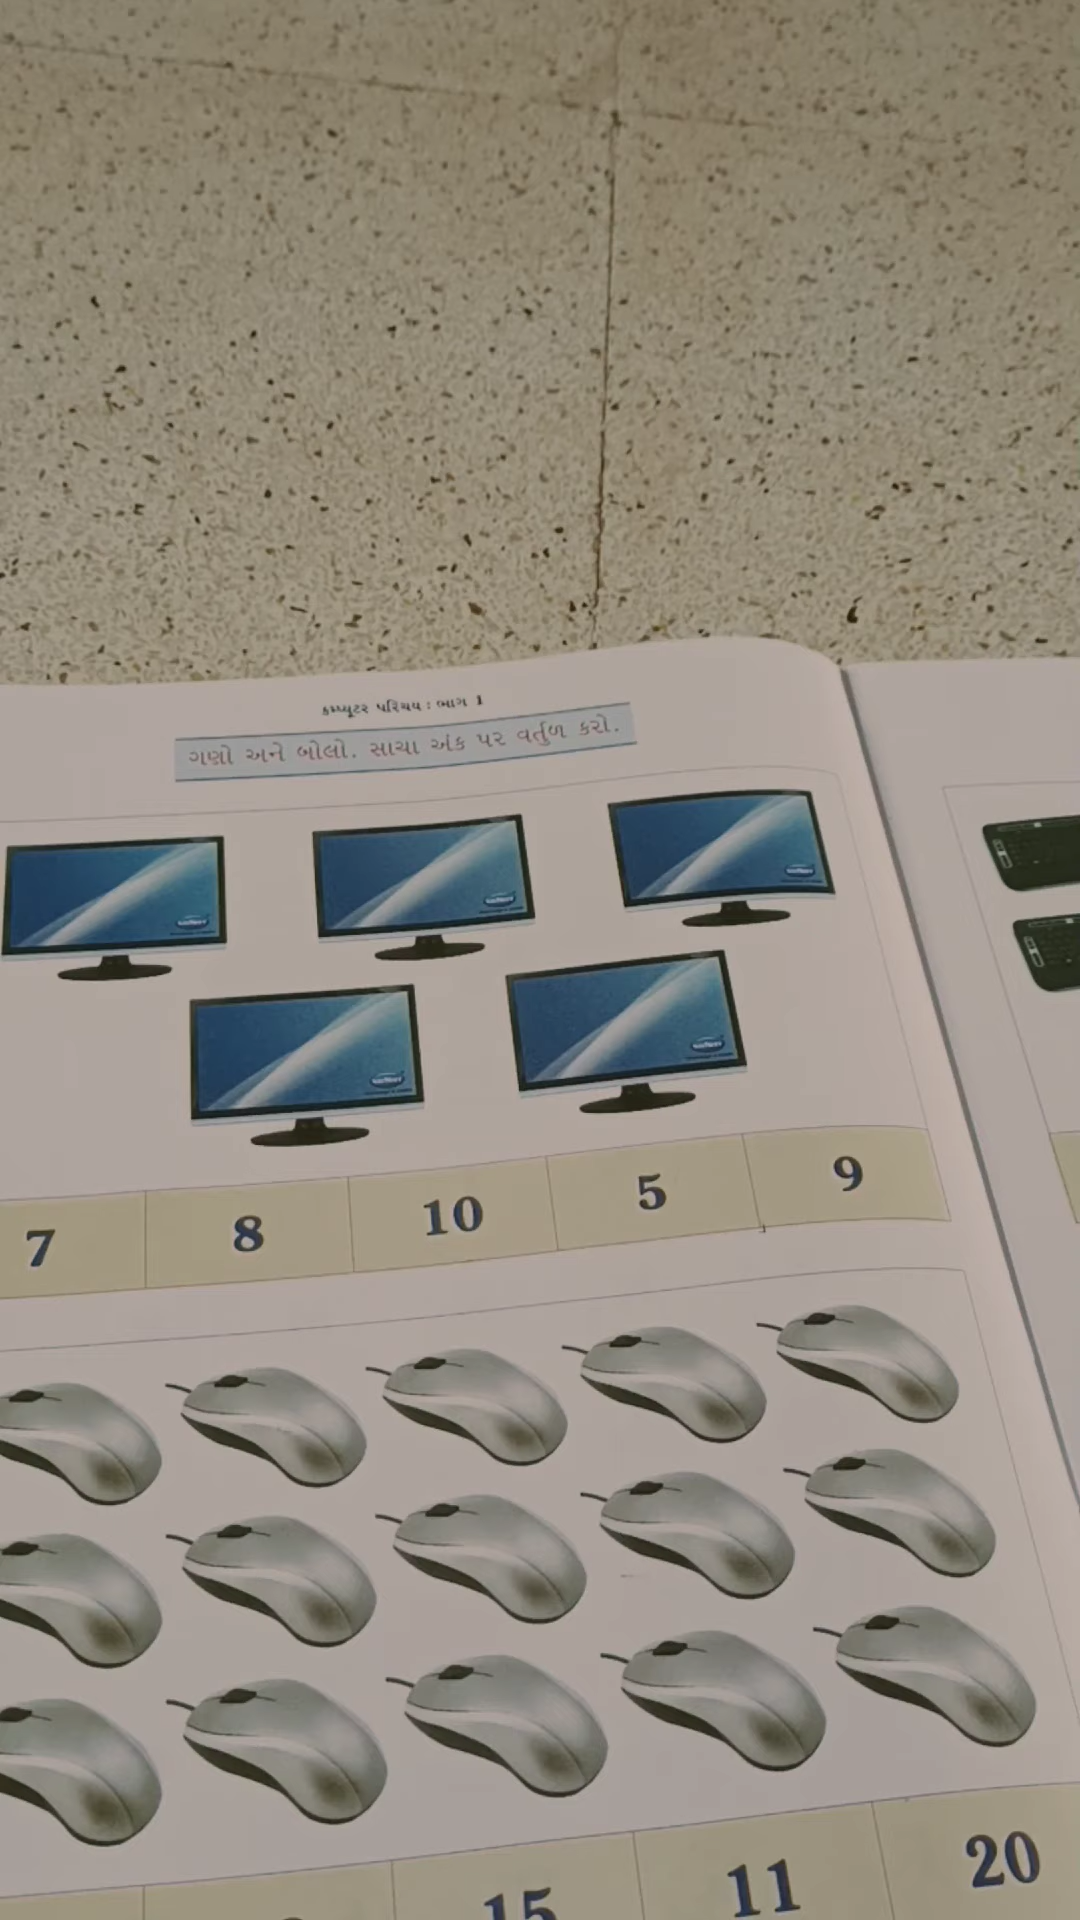 કમ્પ્યૂટર પરિચય : ભાગ 1
ગણો અને બોલો. સાચા અંક પર વર્તુળ કરો.
7 8 10 5 9
15 11 20